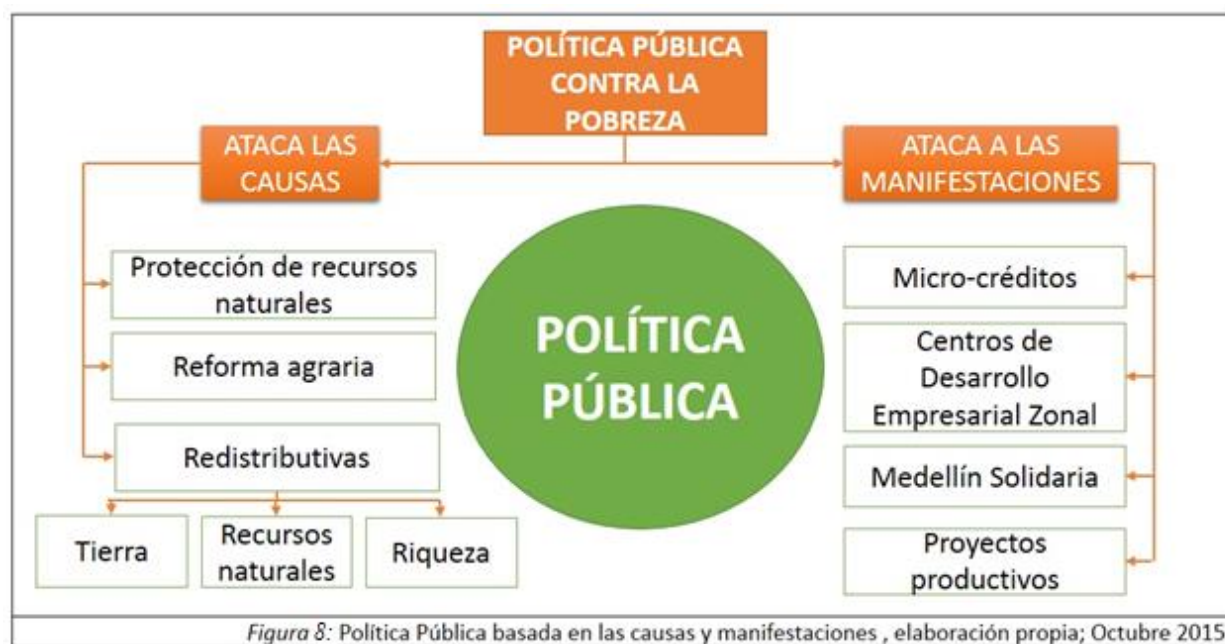 POLÍTICA PÚBLICA
CONTRA LA
POBREZA
ATACA LAS
CAUSAS
ATACA A LAS
MANIFESTACIONES
Protección de recursos
naturales
Reforma agraria
Redistributivas
Tierra
Recursos
naturales
Riqueza
POLÍTICA
PÚBLICA
Micro-créditos
Centros de
Desarrollo
Empresarial Zonal
Medellín Solidaria
Proyectos
productivos
Figura 8: Política Pública basada en las causas y manifestaciones , elaboración propia; Octubre 2015